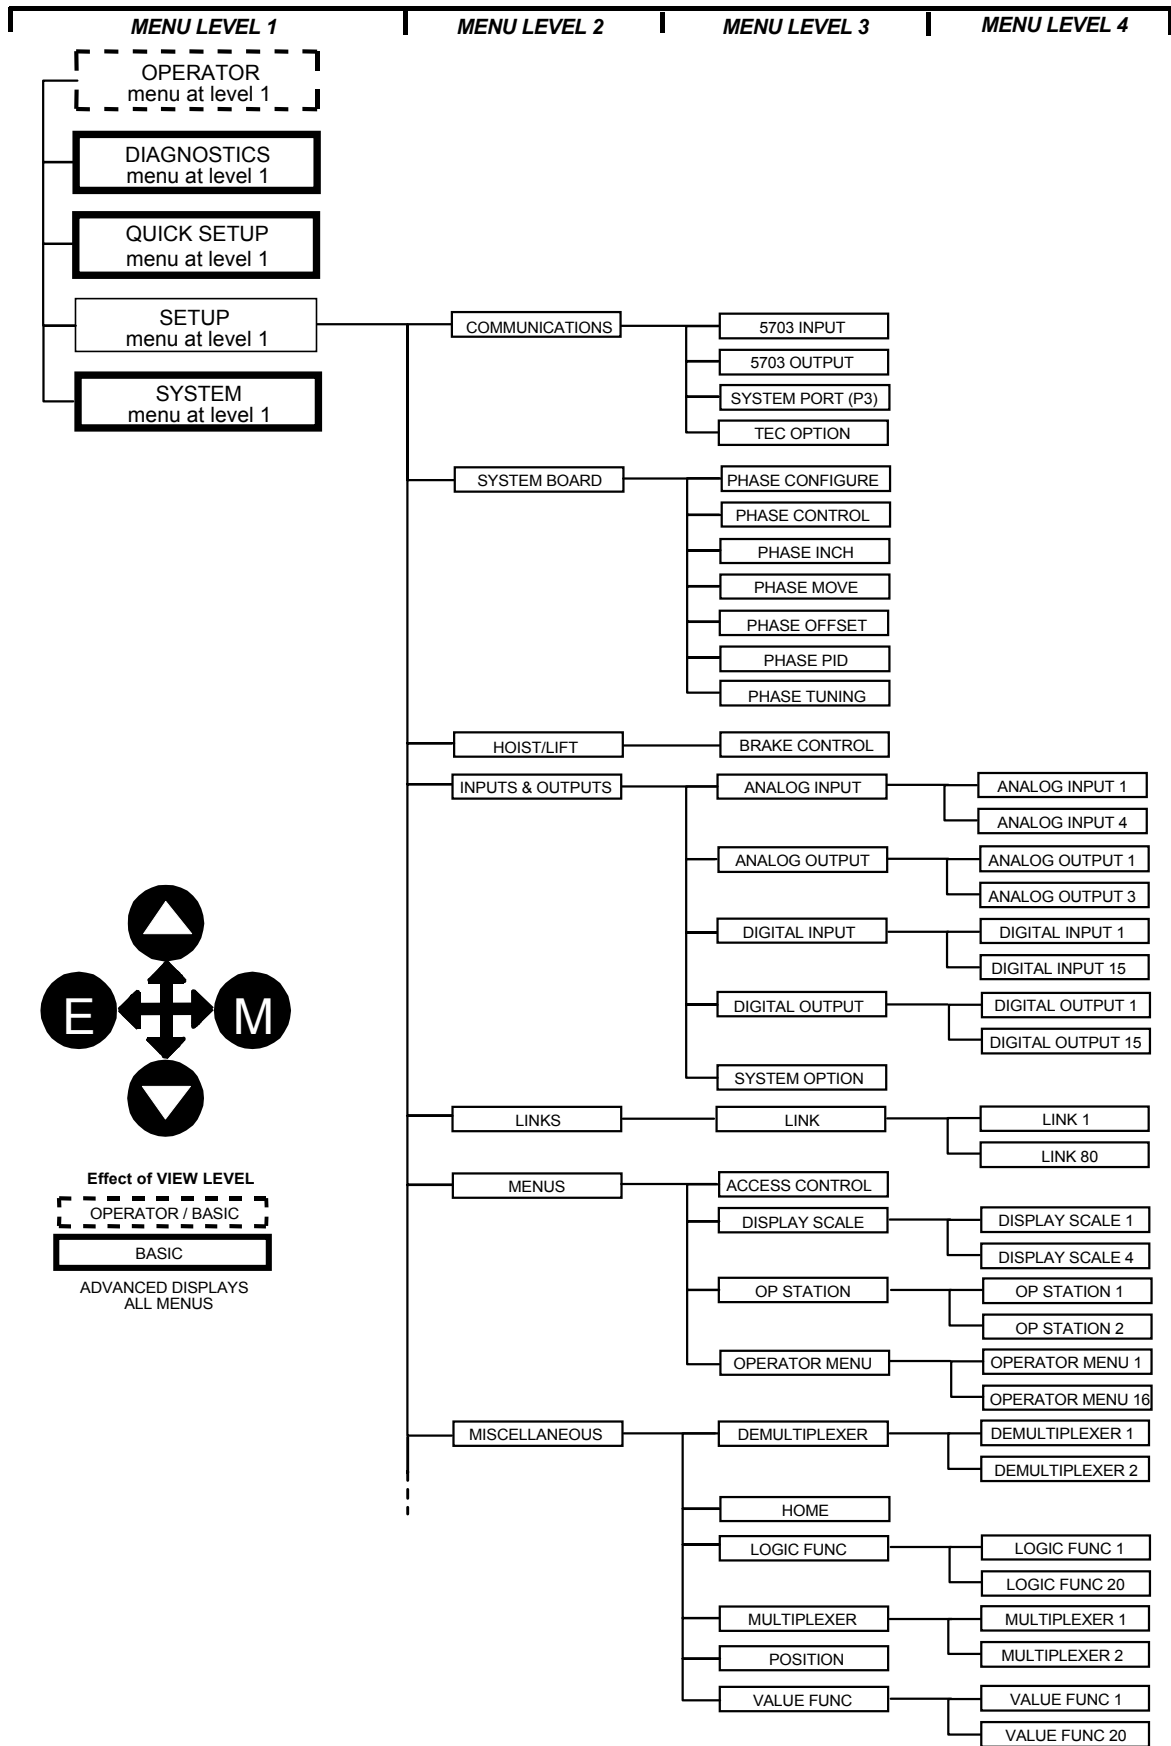 MENU LEVEL 1
MENU LEVEL 2
MENU LEVEL 3
MENU LEVEL 4
OPERATOR
menu at level 1
DIAGNOSTICS
menu at level 1
QUICK SETUP
menu at level 1
SETUP
menu at level 1
SYSTEM
menu at level 1
COMMUNICATIONS
5703 INPUT
5703 OUTPUT
SYSTEM PORT (P3)
TEC OPTION
SYSTEM BOARD
PHASE CONFIGURE
PHASE CONTROL
PHASE INCH
PHASE MOVE
PHASE OFFSET
PHASE PID
PHASE TUNING
HOIST/LIFT
BRAKE CONTROL
INPUTS & OUTPUTS
ANALOG INPUT
ANALOG INPUT 1
ANALOG INPUT 4
ANALOG OUTPUT
ANALOG OUTPUT 1
ANALOG OUTPUT 3
DIGITAL INPUT
DIGITAL INPUT 1
DIGITAL INPUT 15
DIGITAL OUTPUT
DIGITAL OUTPUT 1
DIGITAL OUTPUT 15
SYSTEM OPTION
LINKS
LINK
LINK 1
LINK 80
MENUS
ACCESS CONTROL
DISPLAY SCALE
DISPLAY SCALE 1
DISPLAY SCALE 4
OP STATION
OP STATION 1
OP STATION 2
OPERATOR MENU
OPERATOR MENU 1
OPERATOR MENU 16
MISCELLANEOUS
DEMULTIPLEXER
DEMULTIPLEXER 1
DEMULTIPLEXER 2
HOME
LOGIC FUNC
LOGIC FUNC 1
LOGIC FUNC 20
MULTIPLEXER
MULTIPLEXER 1
MULTIPLEXER 2
POSITION
VALUE FUNC
VALUE FUNC 1
VALUE FUNC 20
E
M
Effect of VIEW LEVEL
OPERATOR / BASIC
BASIC
ADVANCED DISPLAYS
ALL MENUS